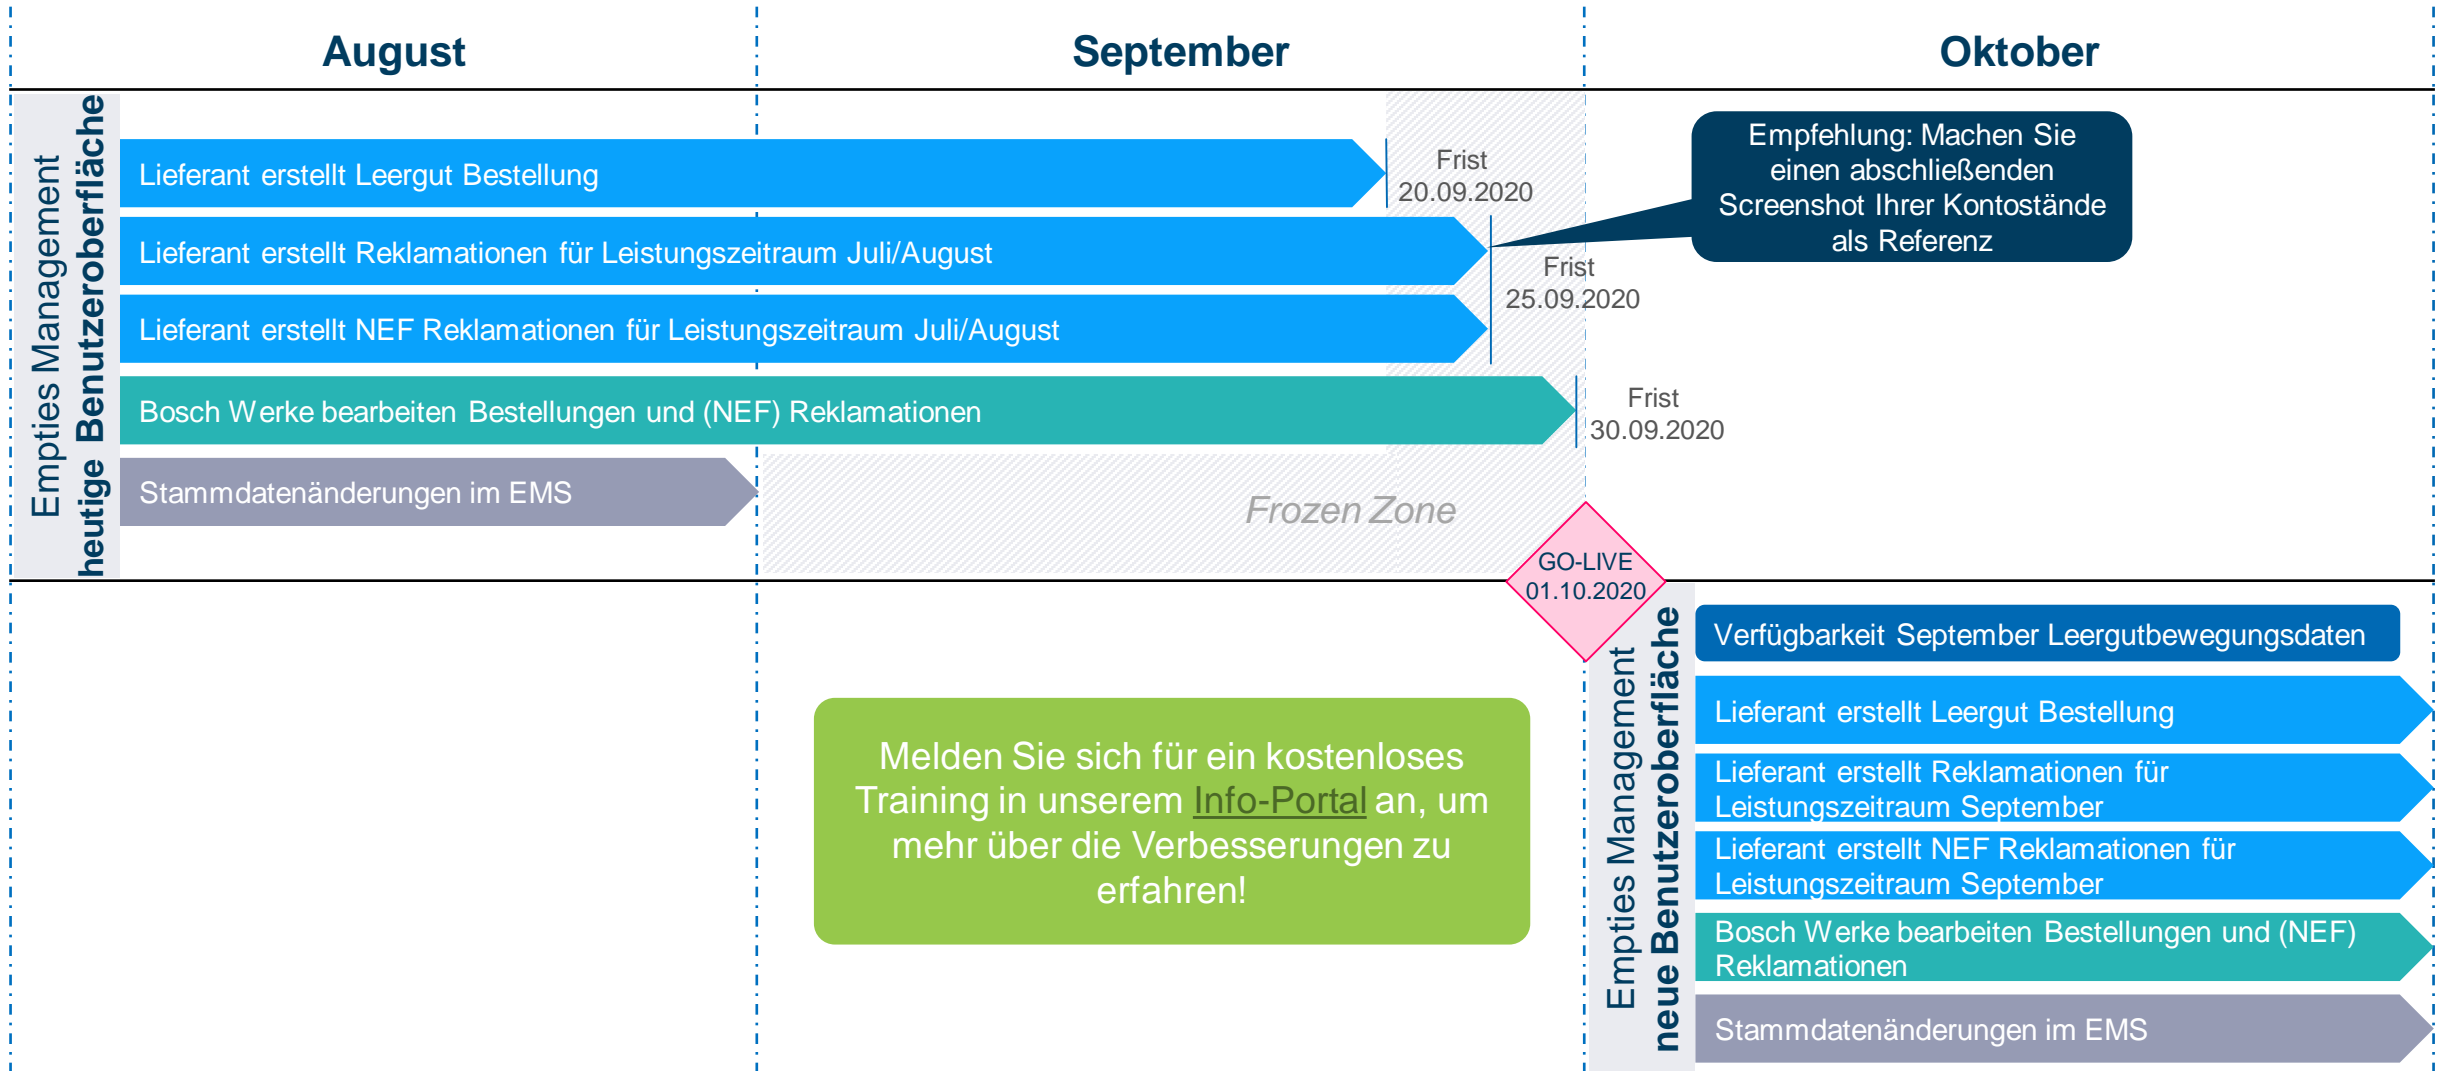 August
September
Oktober
Empties Management
heutige Benutzeroberfläche
Lieferant erstellt Leergut Bestellung
Frist
20.09.2020
Lieferant erstellt Reklamationen für Leistungszeitraum Juli/August
Frist
25.09.2020
Lieferant erstellt NEF Reklamationen für Leistungszeitraum Juli/August
Bosch Werke bearbeiten Bestellungen und (NEF) Reklamationen
Frist
30.09.2020
Stammdatenänderungen im EMS
Frozen Zone
Empfehlung: Machen Sie
einen abschließenden
Screenshot Ihrer Kontostände
als Referenz
GO-LIVE
01.10.2020
Melden Sie sich für ein kostenloses
Training in unserem Info-Portal an, um
mehr über die Verbesserungen zu
erfahren!
Empties Management
neue Benutzeroberfläche
Verfügbarkeit September Leergutbewegungsdaten
Lieferant erstellt Leergut Bestellung
Lieferant erstellt Reklamationen für
Leistungszeitraum September
Lieferant erstellt NEF Reklamationen für
Leistungszeitraum September
Bosch Werke bearbeiten Bestellungen und (NEF)
Reklamationen
Stammdatenänderungen im EMS